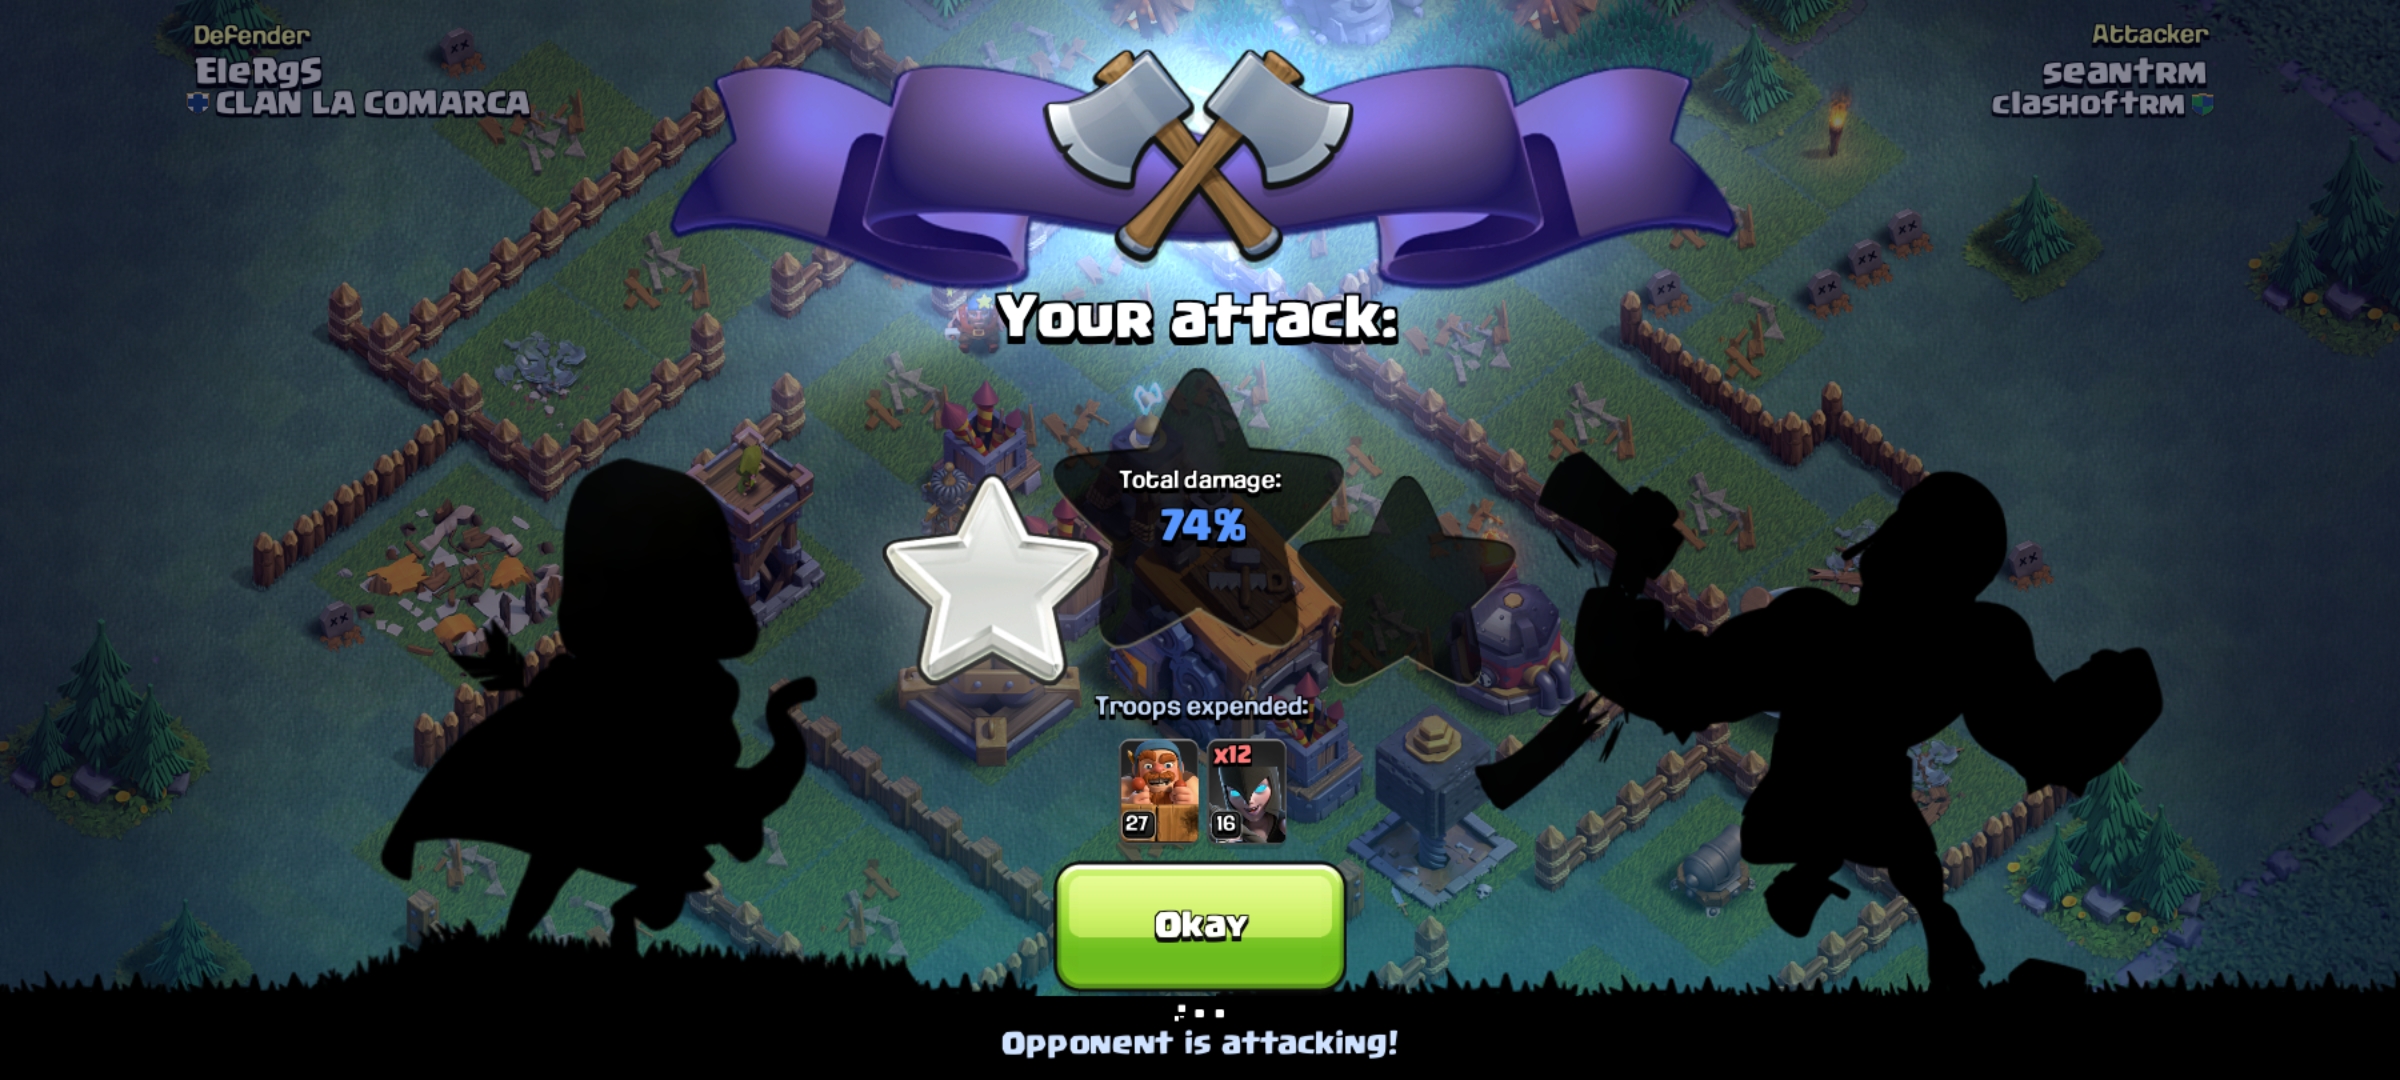 Defender
EleRgS
CLAN LA COMARCA
Attacker
seantRM
clashoftRM
Your attack:
Total damage:
74%
Troops expended:
27
x12
16
Okay
Opponent is attacking!